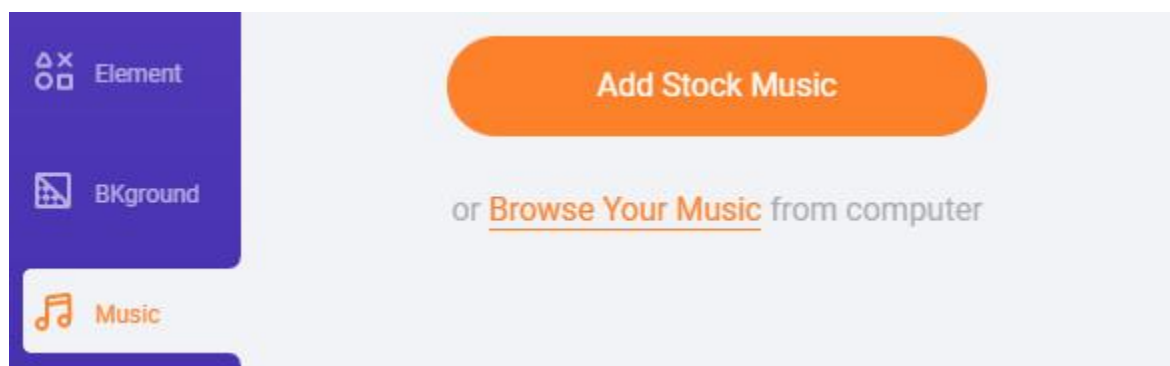 Element
Add Stock Music
BKground
or Browse Your Music from computer
Music